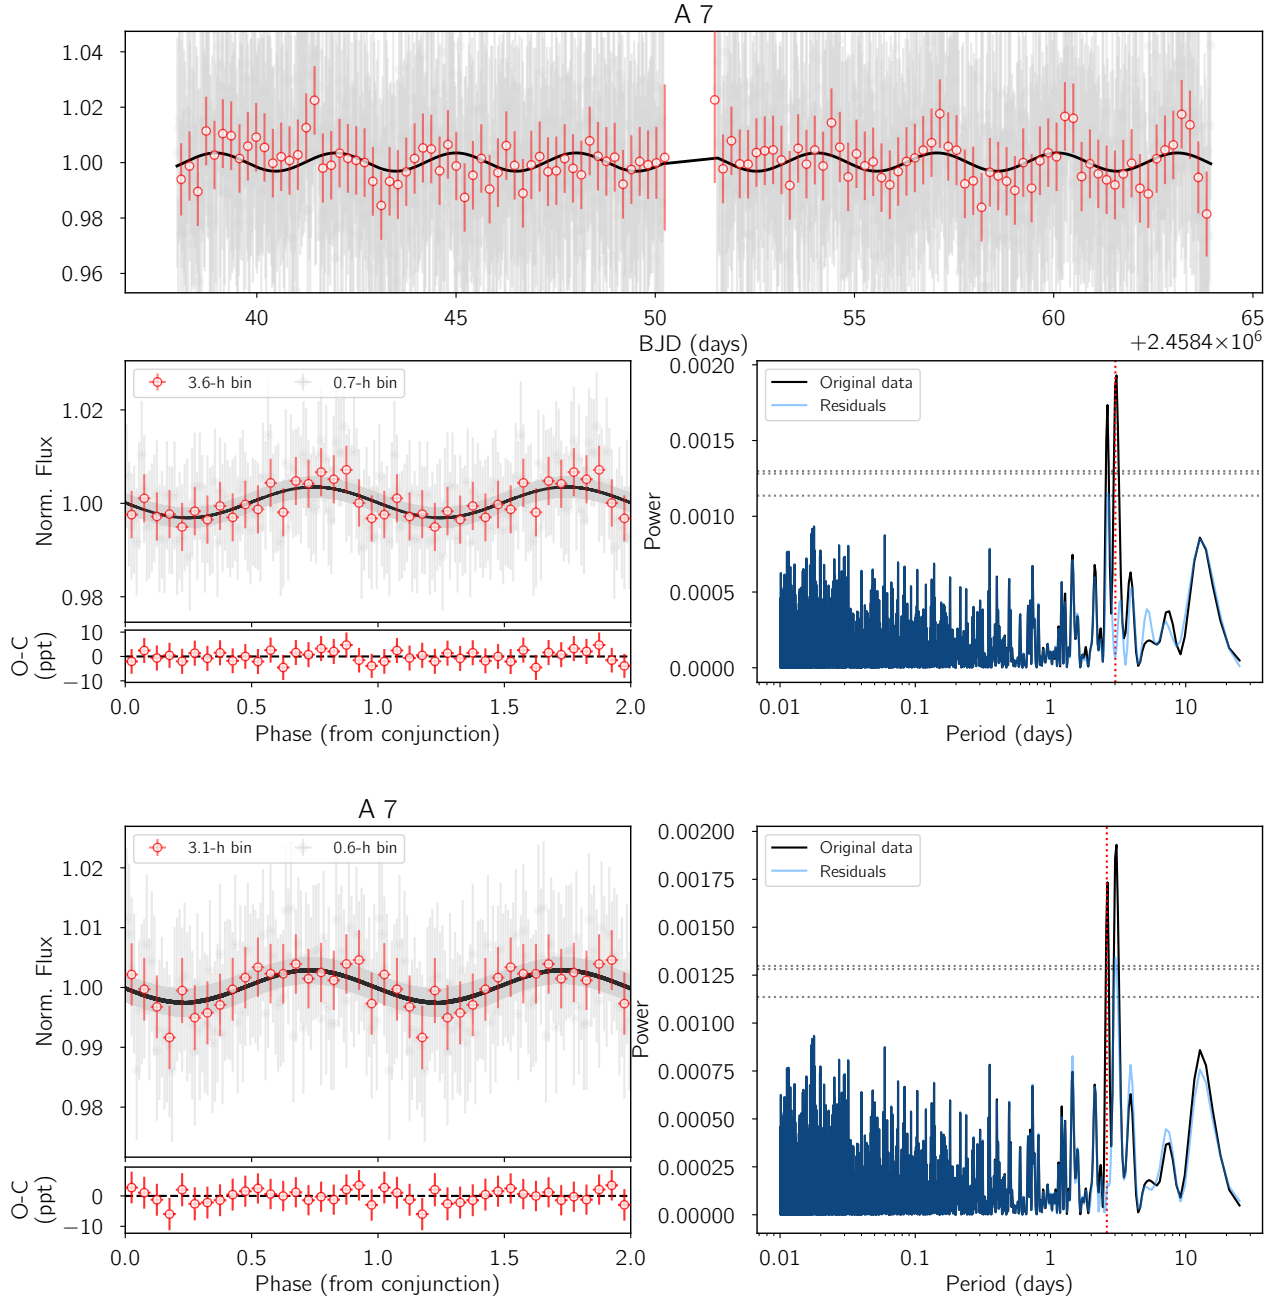 A 7
1.04
1.02
1.00
0.98
0.96
40
45
50
55
60
65
BJD (days)
+2.4584×10⁶
3.6-h bin
0.7-h bin
1.02
1.00
0.98
Norm. Flux
10
0
−10
O-C
(ppt)
0.0
0.5
1.0
1.5
2.0
Phase (from conjunction)
Original data
Residuals
0.0020
0.0015
0.0010
0.0005
0.0000
Power
0.01
0.1
1
10
Period (days)
A 7
3.1-h bin
0.6-h bin
1.02
1.01
1.00
0.99
0.98
Norm. Flux
0
−10
O-C
(ppt)
0.0
0.5
1.0
1.5
2.0
Phase (from conjunction)
Original data
Residuals
0.00200
0.00175
0.00150
0.00125
0.00100
0.00075
0.00050
0.00025
0.00000
Power
0.01
0.1
1
10
Period (days)